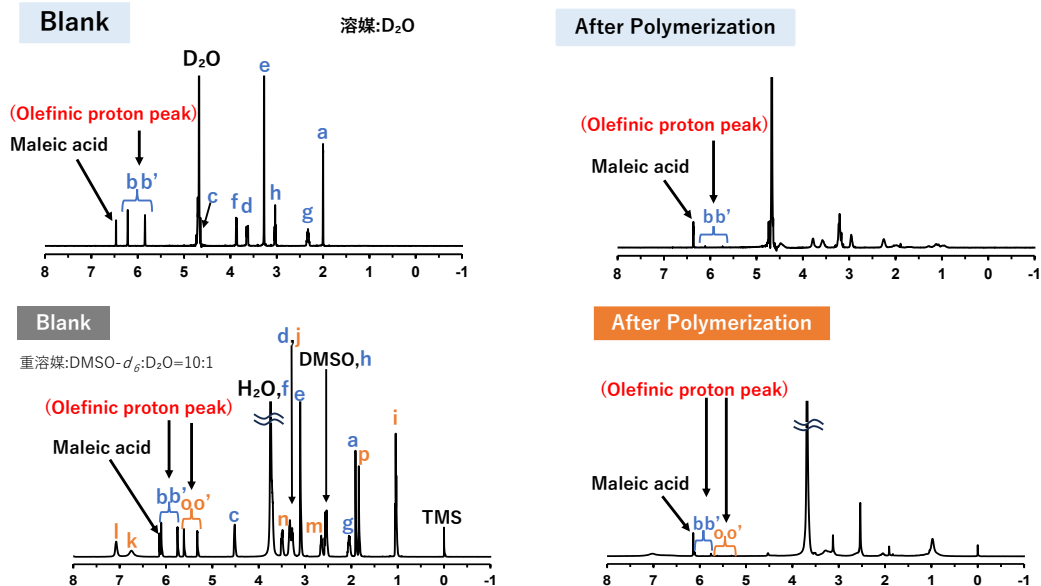 Blank
溶媒:D₂O
D₂O
e
(Olefinic proton peak)
a
Maleic acid
b b’
c
f
d
h
g
8 7 6 5 4 3 2 1 0 -1
After Polymerization
(Olefinic proton peak)
Maleic acid
bb’
8 7 6 5 4 3 2 1 0 -1
Blank
重溶媒:DMSO-d₆:D₂O=10:1
d,j
DMSO,h
H₂O,f
e
(Olefinic proton peak)
i
Maleic acid
a
p
bb’
oo’
c
n
m
g
TMS
l
k
8 7 6 5 4 3 2 1 0 -1
After Polymerization
(Olefinic proton peak)
Maleic acid
bb’
o,o’
8 7 6 5 4 3 2 1 0 -1